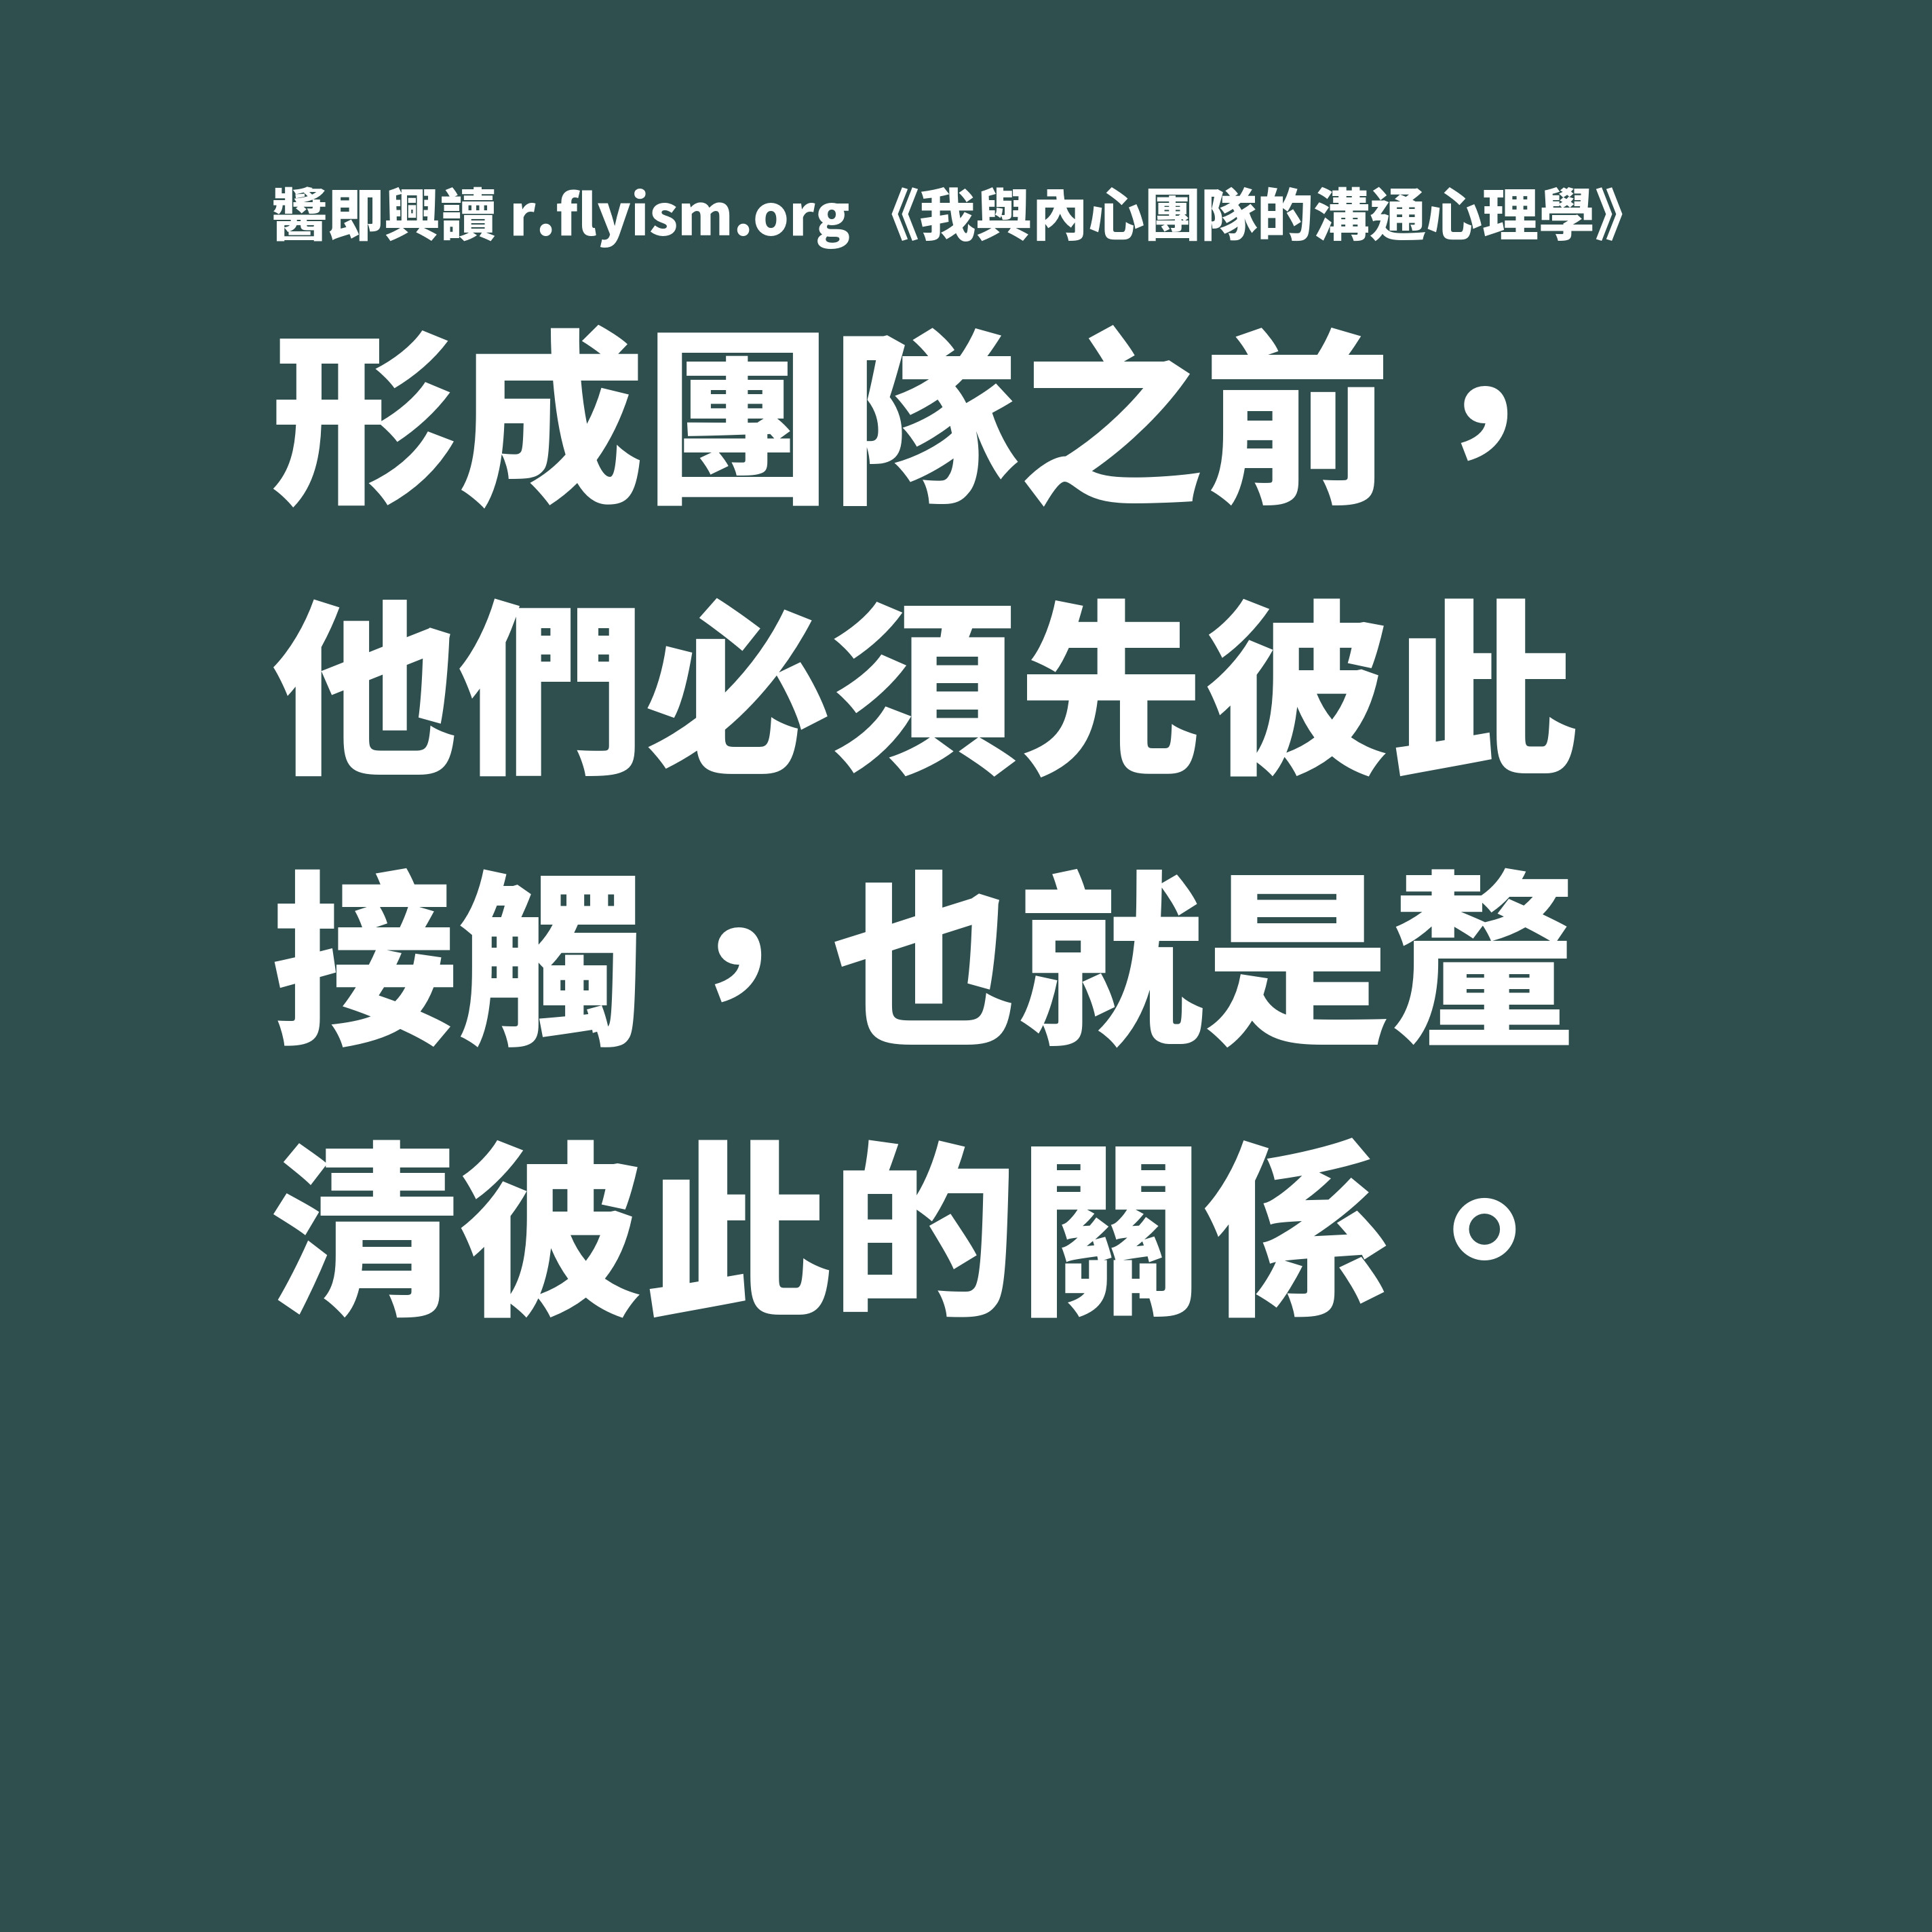 巒即興讀 r.ftyism.org《我與內心團隊的溝通心理學》
形成團隊之前，
他們必須先彼此
接觸，也就是釐
清彼此的關係。